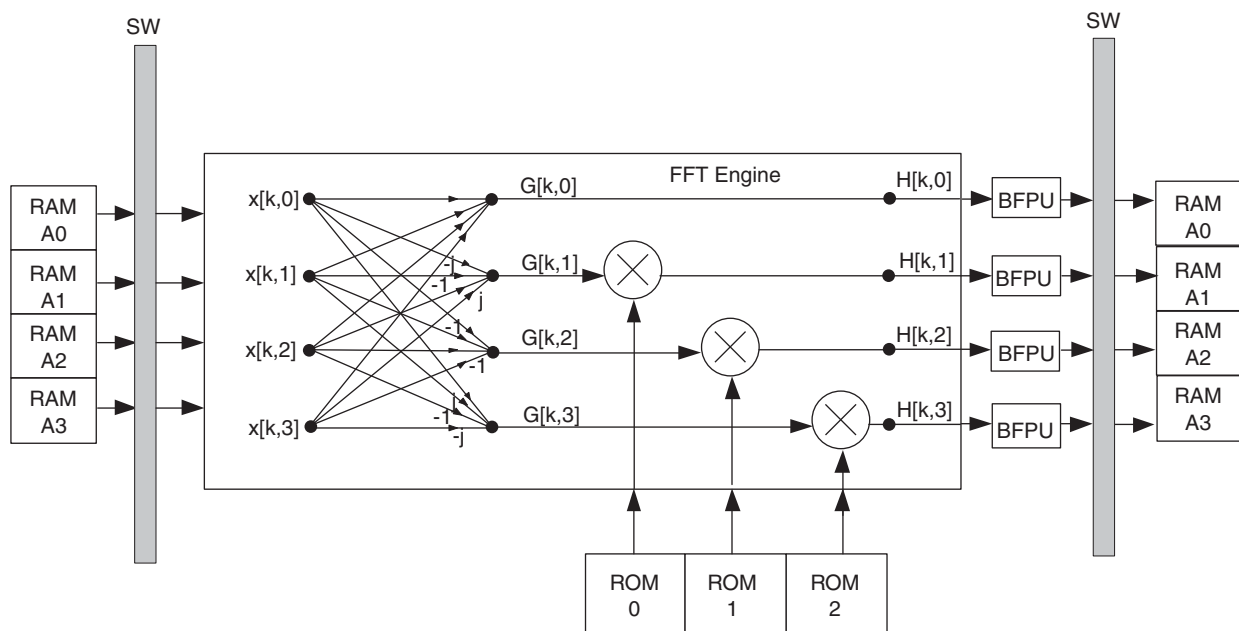 SW
SW
FFT Engine
RAM
A0
RAM
A1
RAM
A2
RAM
A3
x[k,0]
x[k,1]
x[k,2]
x[k,3]
-j
-1
j
-1
-1
j
-1
-j
G[k,0]
G[k,1]
G[k,2]
G[k,3]
H[k,0]
H[k,1]
H[k,2]
H[k,3]
BFPU
BFPU
BFPU
BFPU
RAM
A0
RAM
A1
RAM
A2
RAM
A3
ROM
0
ROM
1
ROM
2